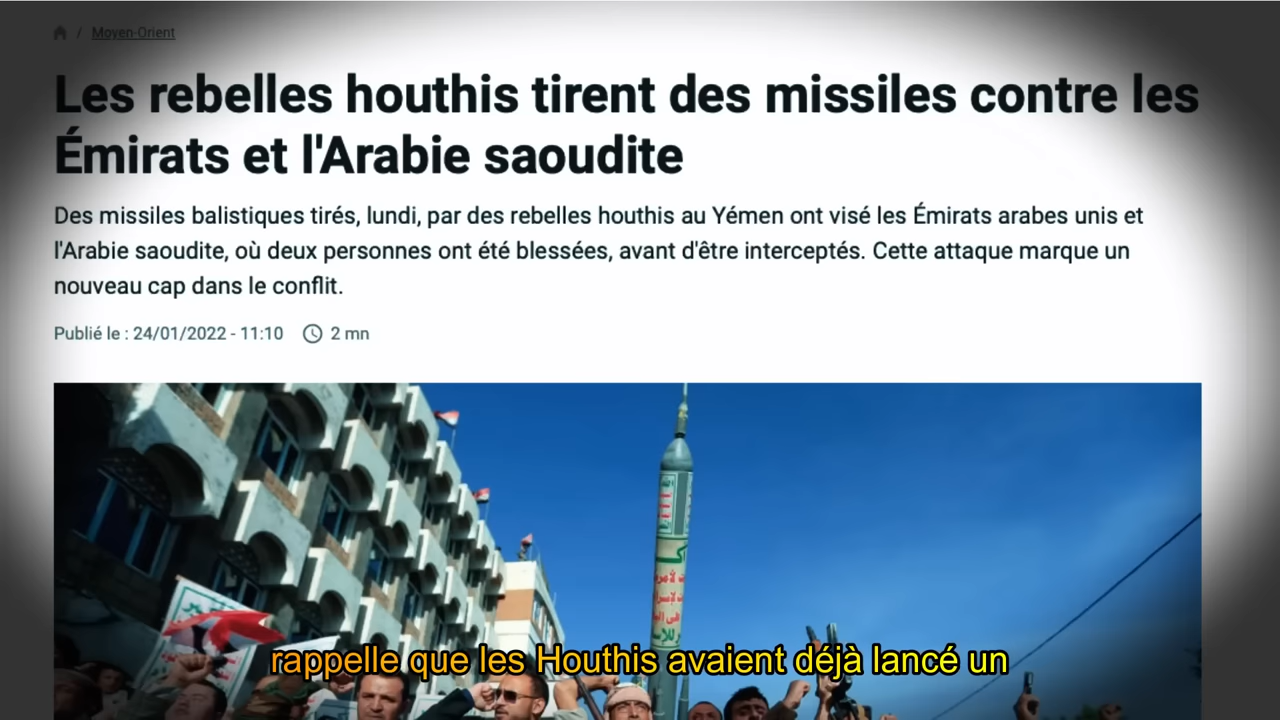 / Moyen-Orient
Les rebelles houthis tirent des missiles contre les
Émirats et l'Arabie saoudite
Des missiles balistiques tirés, lundi, par des rebelles houthis au Yémen ont visé les Émirats arabes unis et
l'Arabie saoudite, où deux personnes ont été blessées, avant d'être interceptés. Cette attaque marque un
nouveau cap dans le conflit.
Publié le : 24/01/2022 - 11:10 2 mn
rappelle que les Houthis avaient déjà lancé un